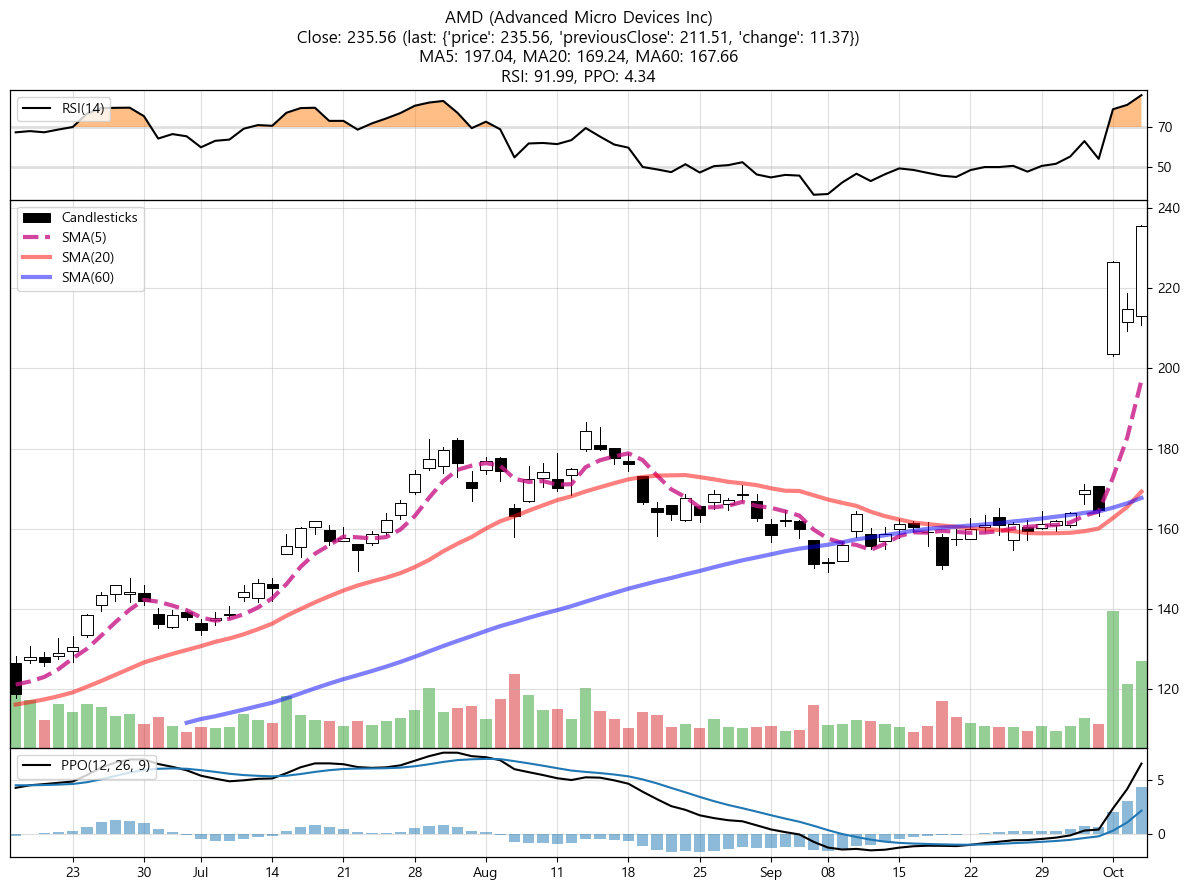 AMD (Advanced Micro Devices Inc)
Close: 235.56 (last: {'price': 235.56, 'previousClose': 211.51, 'change': 11.37})
MA5: 197.04, MA20: 169.24, MA60: 167.66
RSI: 91.99, PPO: 4.34
RSI(14)
70
50
Candlesticks
SMA(5)
SMA(20)
SMA(60)
240
220
200
180
160
140
120
PPO(12, 26, 9)
5
0
23 30 Jul 14 21 28 Aug 11 18 25 Sep 08 15 22 29 Oct